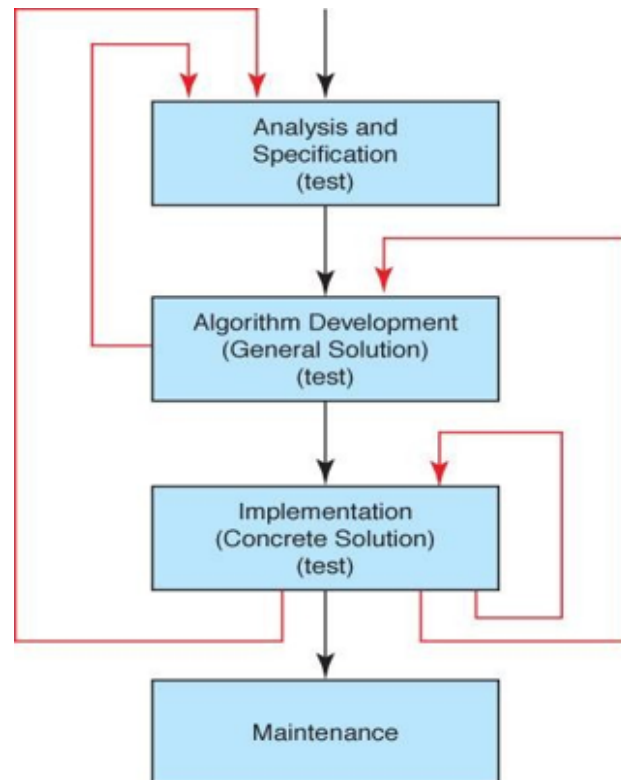 Analysis and
Specification
(test)
Algorithm Development
(General Solution)
(test)
Implementation
(Concrete Solution)
(test)
Maintenance